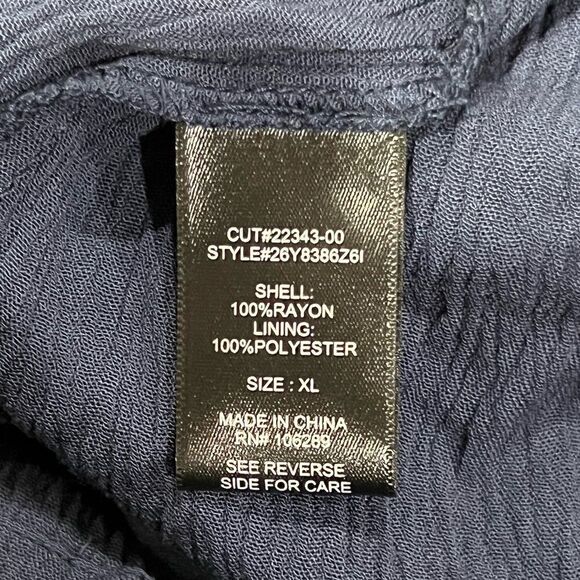 CUT#22343-00
STYLE#26Y8386Z6I
SHELL:
100%RAYON
LINING:
100%POLYESTER
SIZE : XL
MADE IN CHINA
RN# 106289
SEE REVERSE
SIDE FOR CARE